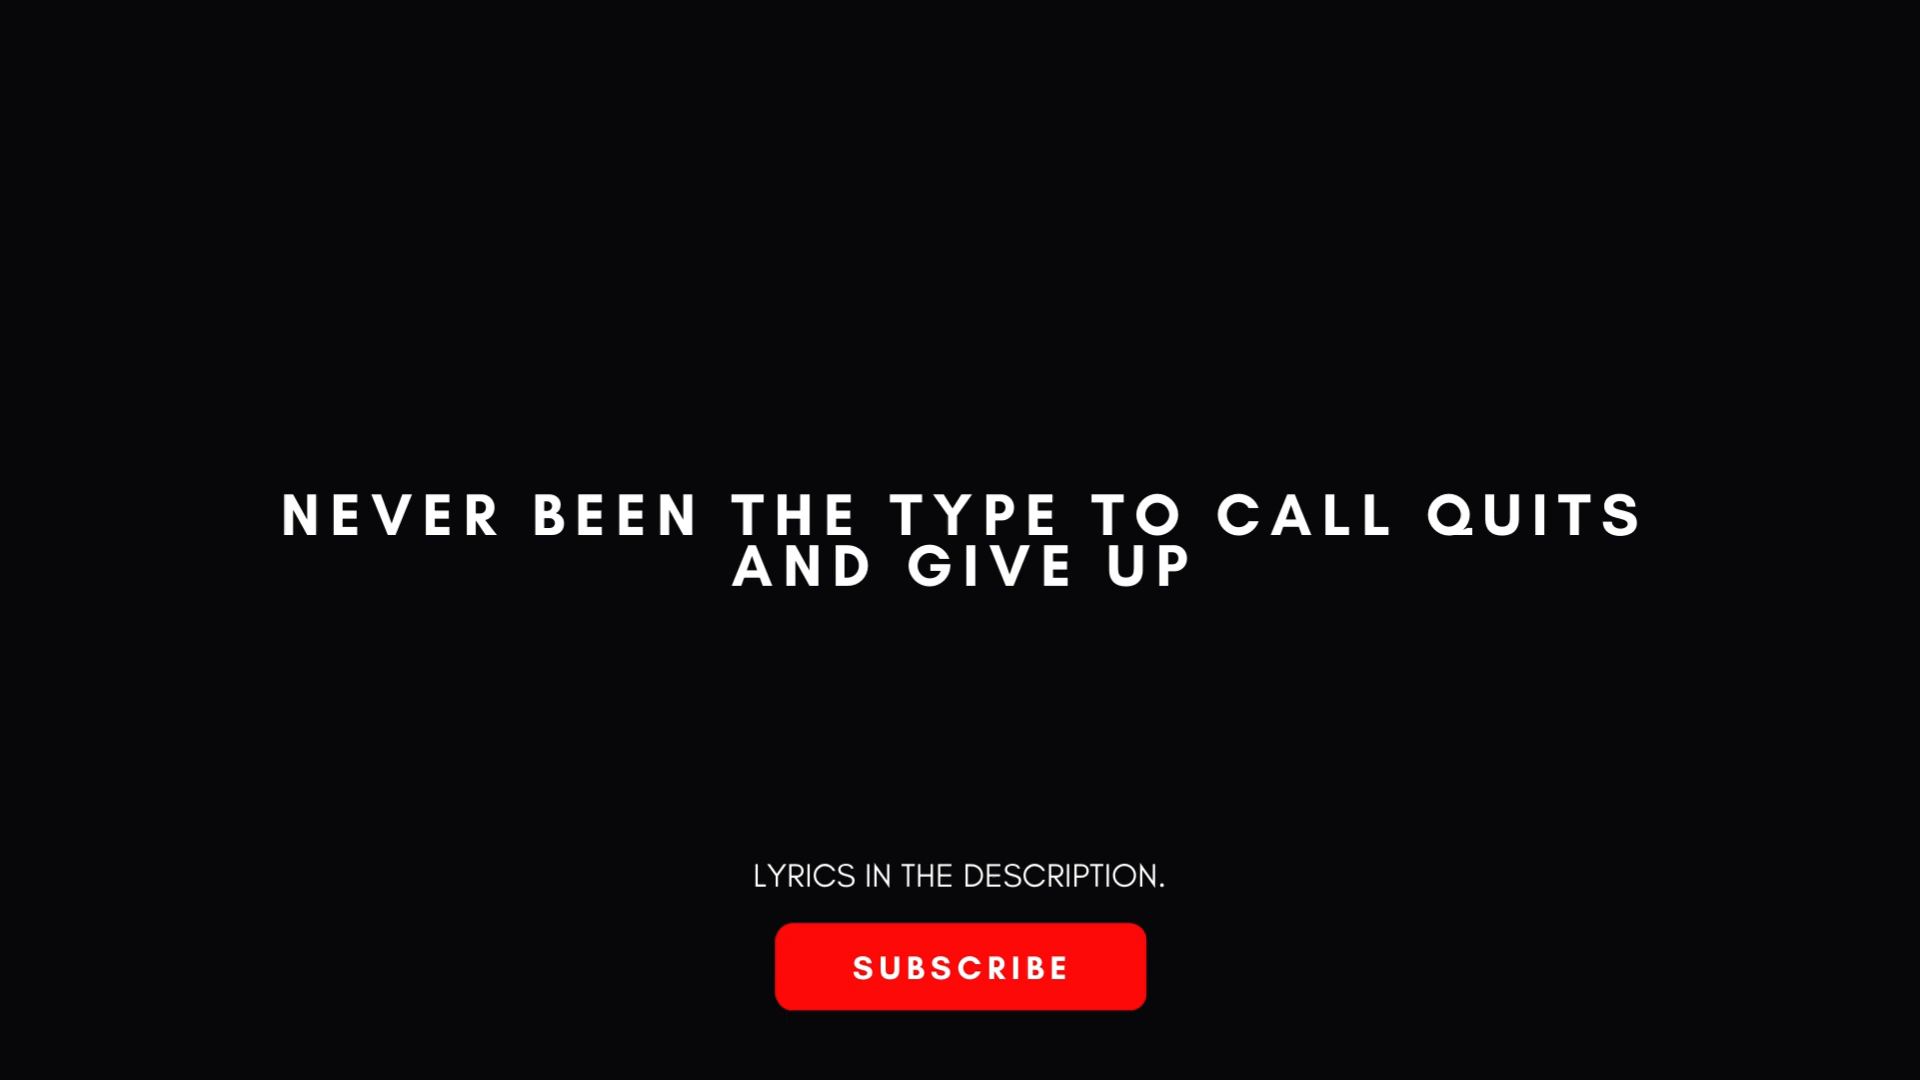 NEVER BEEN THE TYPE TO CALL QUITS
AND GIVE UP
LYRICS IN THE DESCRIPTION.
SUBSCRIBE